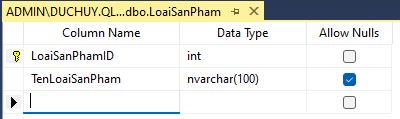 ADMIN\DUCHUY.QL...dbo.LoaiSanPham
Column Name Data Type Allow Nulls
LoaiSanPhamID int
TenLoaiSanPham nvarchar(100)